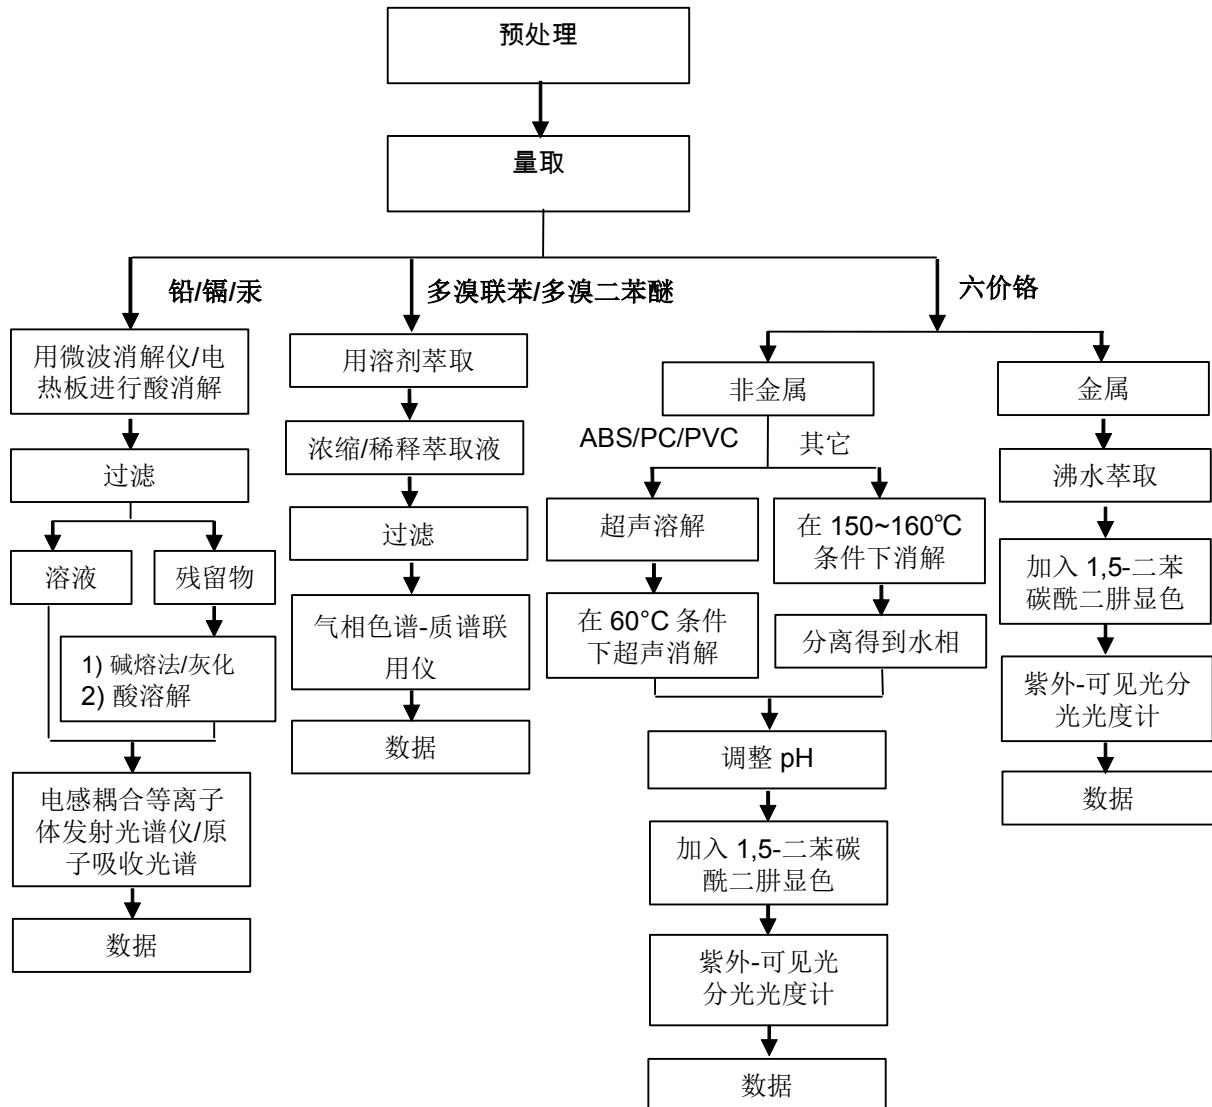 预处理
量取
铅/镉/汞
多溴联苯/多溴二苯醚
六价铬
用微波消解仪/电
热板进行酸消解
过滤
溶液
残留物
1) 碱熔法/灰化
2) 酸溶解
电感耦合等离子
体发射光谱仪/原
子吸收光谱
数据
用溶剂萃取
浓缩/稀释萃取液
过滤
气相色谱-质谱联
用仪
数据
非金属
ABS/PC/PVC
其它
超声溶解
在 60°C 条件
下超声消解
在 150~160℃
条件下消解
分离得到水相
调整 pH
加入 1,5-二苯碳
酰二肼显色
紫外-可见光
分光光度计
数据
金属
沸水萃取
加入 1,5-二苯
碳酰二肼显色
紫外-可见光分
光光度计
数据